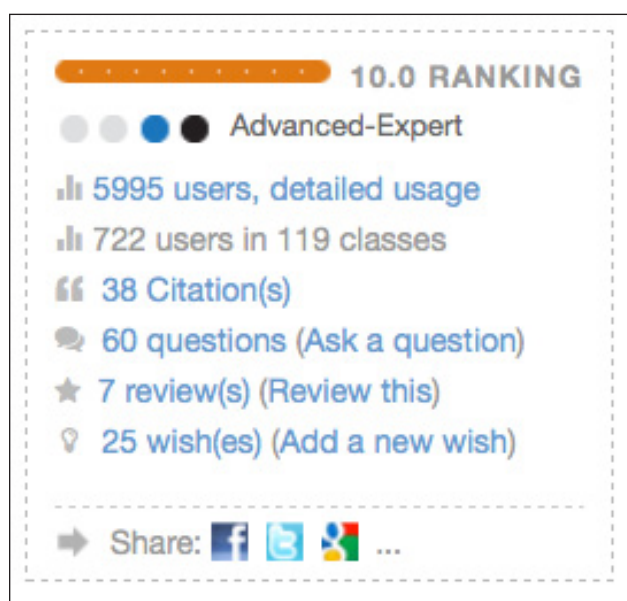 10.0 RANKING
Advanced-Expert
5995 users, detailed usage
722 users in 119 classes
38 Citation(s)
60 questions (Ask a question)
7 review(s) (Review this)
25 wish(es) (Add a new wish)
Share: ...